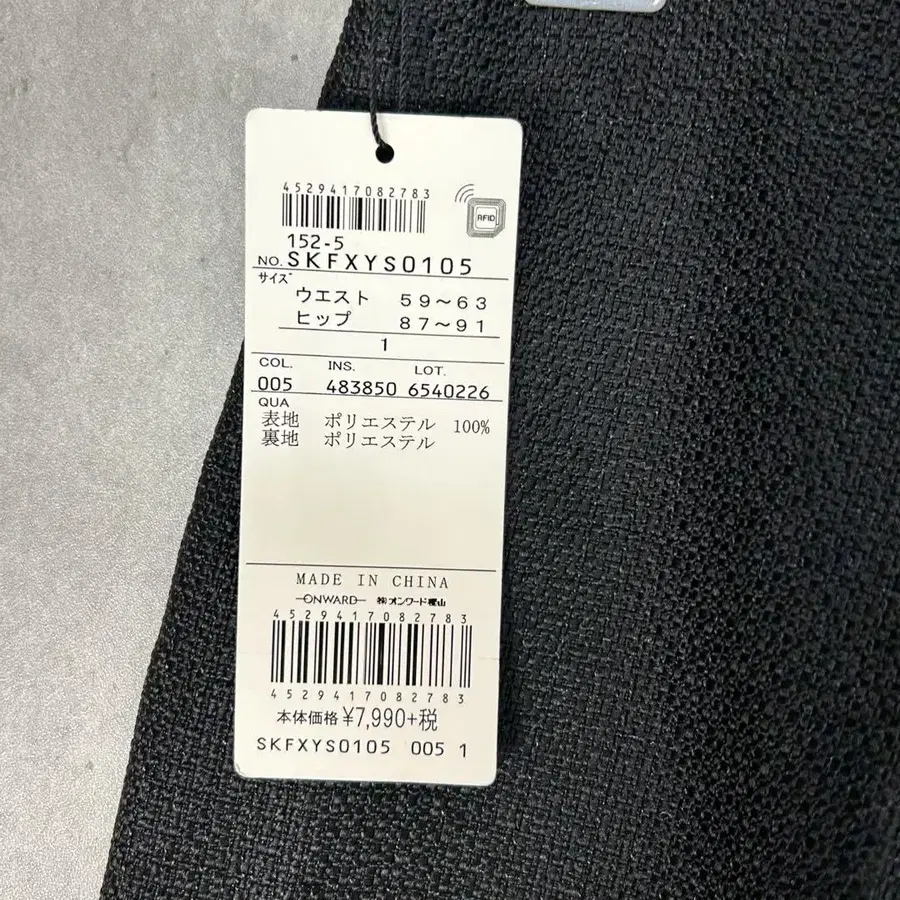 4529417082783
RFID
152-5
NO. SKFXYS0105
サイズ
ウエスト 59～63
ヒップ 87～91
1
COL. INS. LOT.
005 483850 6540226
QUA
表地 ポリエステル 100%
裏地 ポリエステル
MADE IN CHINA
ONWARD ㈱オンワード樫山
4529417082783
4529417082783
本体価格 ¥7,990+税
SKFXYS0105 005 1